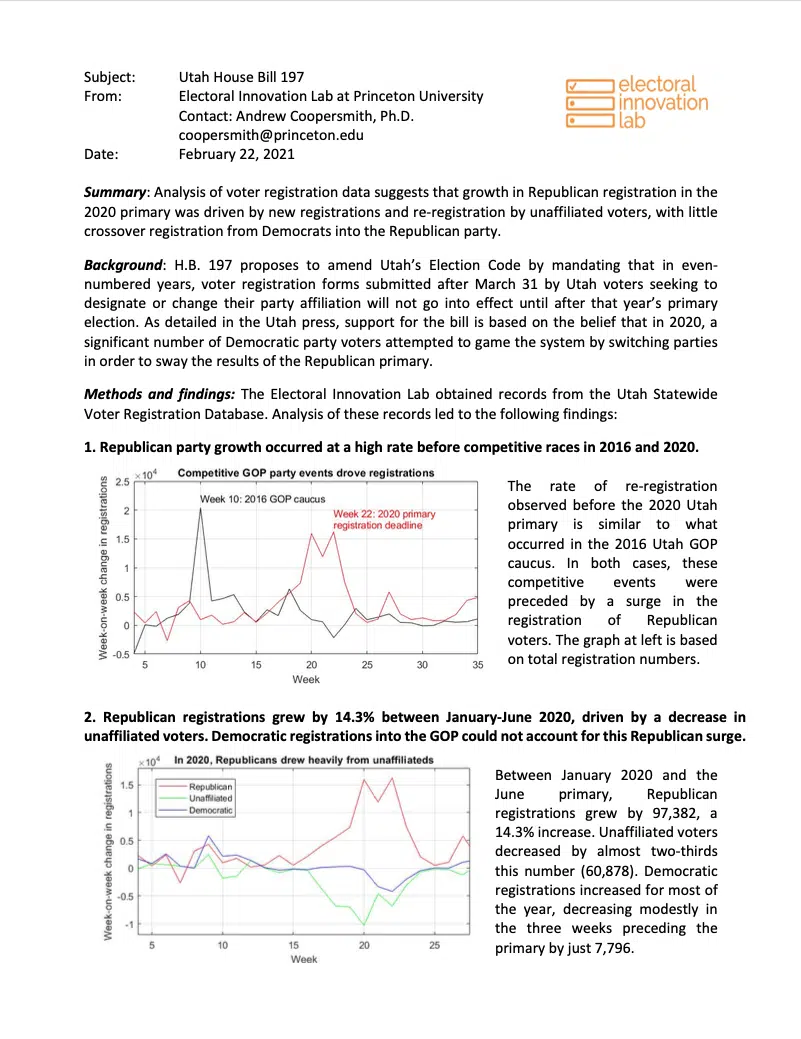 Subject: Utah House Bill 197
From: Electoral Innovation Lab at Princeton University
Contact: Andrew Coopersmith, Ph.D.
coopersmith@princeton.edu
Date: February 22, 2021
electoral
innovation
lab
Summary: Analysis of voter registration data suggests that growth in Republican registration in the
2020 primary was driven by new registrations and re-registration by unaffiliated voters, with little
crossover registration from Democrats into the Republican party.
Background: H.B. 197 proposes to amend Utah's Election Code by mandating that in even-
numbered years, voter registration forms submitted after March 31 by Utah voters seeking to
designate or change their party affiliation will not go into effect until after that year's primary
election. As detailed in the Utah press, support for the bill is based on the belief that in 2020, a
significant number of Democratic party voters attempted to game the system by switching parties
in order to sway the results of the Republican primary.
Methods and findings: The Electoral Innovation Lab obtained records from the Utah Statewide
Voter Registration Database. Analysis of these records led to the following findings:
1. Republican party growth occurred at a high rate before competitive races in 2016 and 2020.
Competitive GOP party events drove registrations
×10⁴
Week-on-week change in registrations
2.5
2
1.5
1
0.5
0
-0.5
Week 10: 2016 GOP caucus
Week 22: 2020 primary
registration deadline
5 10 15 20 25 30 35
Week
The rate of re-registration
observed before the 2020 Utah
primary is similar to what
occurred in the 2016 Utah GOP
caucus. In both cases, these
competitive events were
preceded by a surge in the
registration of Republican
voters. The graph at left is based
on total registration numbers.
2. Republican registrations grew by 14.3% between January-June 2020, driven by a decrease in
unaffiliated voters. Democratic registrations into the GOP could not account for this Republican surge.
In 2020, Republicans drew heavily from unaffiliateds
×10⁴
Week-on-week change in registrations
1.5
1
0.5
0
-0.5
-1
Republican
Unaffiliated
Democratic
5 10 15 20 25
Week
Between January 2020 and the
June primary, Republican
registrations grew by 97,382, a
14.3% increase. Unaffiliated voters
decreased by almost two-thirds
this number (60,878). Democratic
registrations increased for most of
the year, decreasing modestly in
the three weeks preceding the
primary by just 7,796.